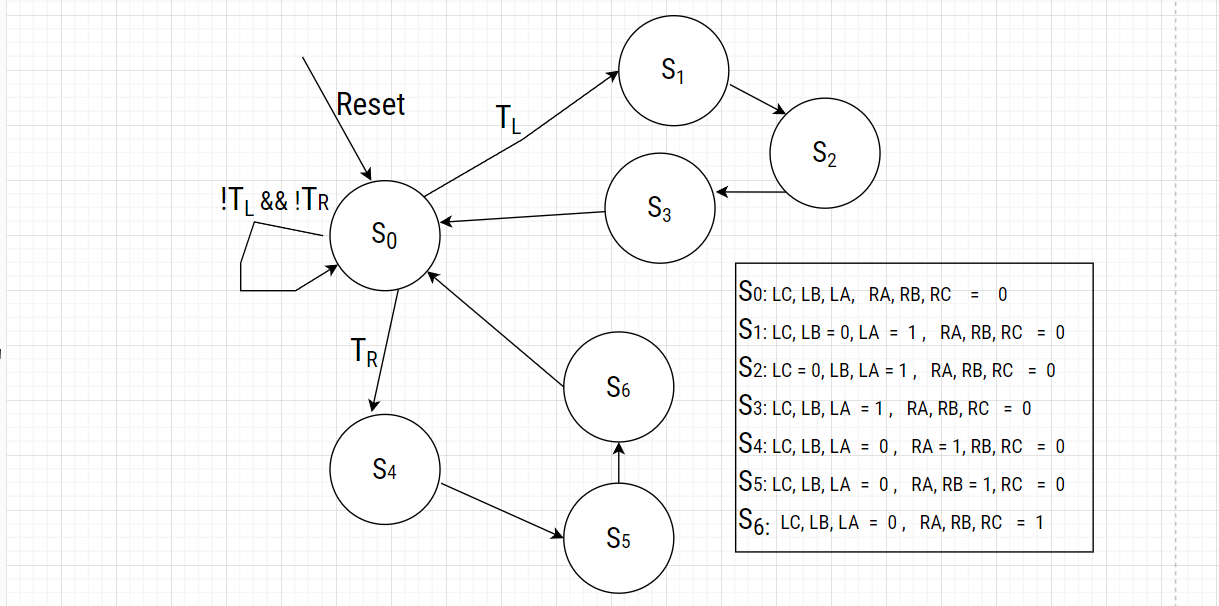 Reset
T_L
S₁
S₂
S₃
!T_L && !TR
S₀
T_R
S₆
S4
S5
S0: LC, LB, LA, RA, RB, RC = 0
S1: LC, LB = 0, LA = 1, RA, RB, RC = 0
S2: LC = 0, LB, LA = 1, RA, RB, RC = 0
S3: LC, LB, LA = 1, RA, RB, RC = 0
S4: LC, LB, LA = 0, RA = 1, RB, RC = 0
S5: LC, LB, LA = 0, RA, RB = 1, RC = 0
S6: LC, LB, LA = 0, RA, RB, RC = 1